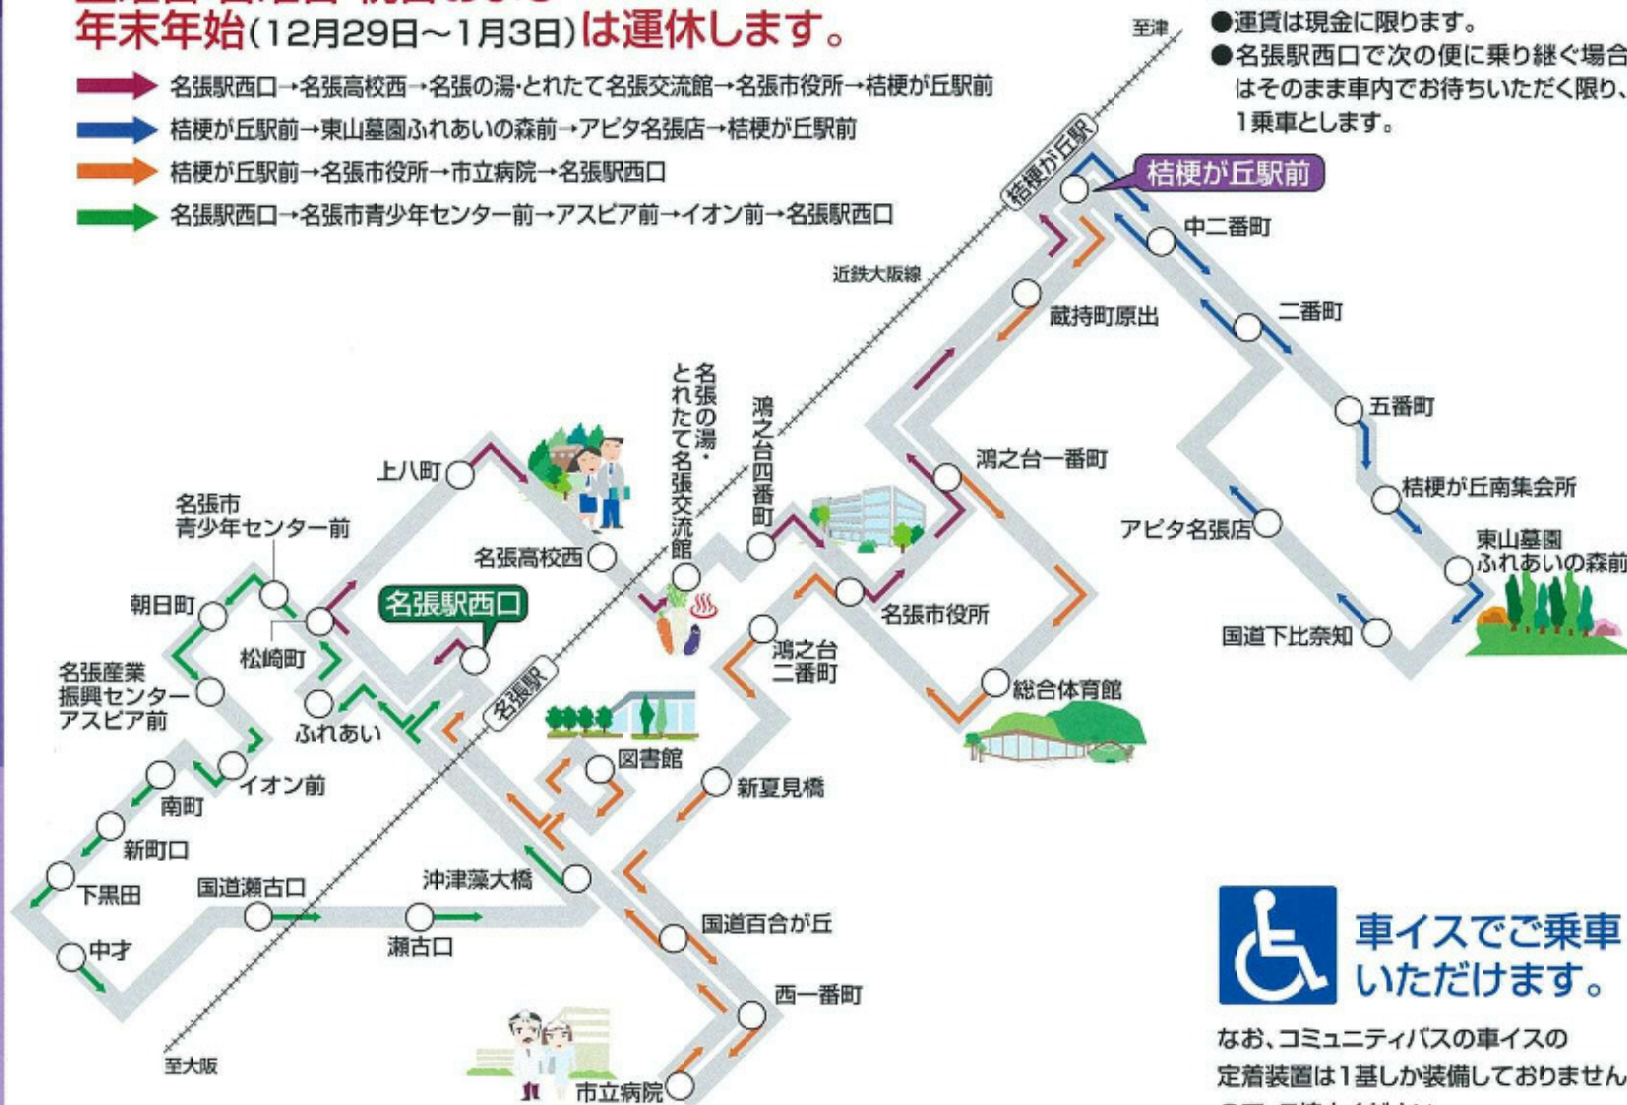 年末年始(12月29日～1月3日)は運休します。
名張駅西口→名張高校西→名張の湯・とれたて名張交流館→名張市役所→桔梗が丘駅前
桔梗が丘駅前→東山墓園ふれあいの森前→アピタ名張店→桔梗が丘駅前
桔梗が丘駅前→名張市役所→市立病院→名張駅西口
名張駅西口→名張市青少年センター前→アスピア前→イオン前→名張駅西口
●運賃は現金に限ります。
●名張駅西口で次の便に乗り継ぐ場合
はそのまま車内でお待ちいただく限り、
1乗車とします。
至津
桔梗が丘駅
桔梗が丘駅前
中二番町
近鉄大阪線
蔵持町原出
二番町
五番町
名張の湯・
とれたて名張交流館
鴻之台四番町
鴻之台一番町
上八町
桔梗が丘南集会所
名張市
青少年センター前
アピタ名張店
東山墓園
ふれあいの森前
名張高校西
朝日町
名張駅西口
名張市役所
国道下比奈知
松崎町
鴻之台
二番町
名張産業
振興センター
アスピア前
名張駅
総合体育館
ふれあい
図書館
イオン前
新夏見橋
南町
新町口
下黒田
国道瀬古口
沖津藻大橋
国道百合が丘
中才
瀬古口
西一番町
至大阪
市立病院
車イスでご乗車
いただけます。
なお、コミュニティバスの車イスの
定着装置は1基しか装備しておりません